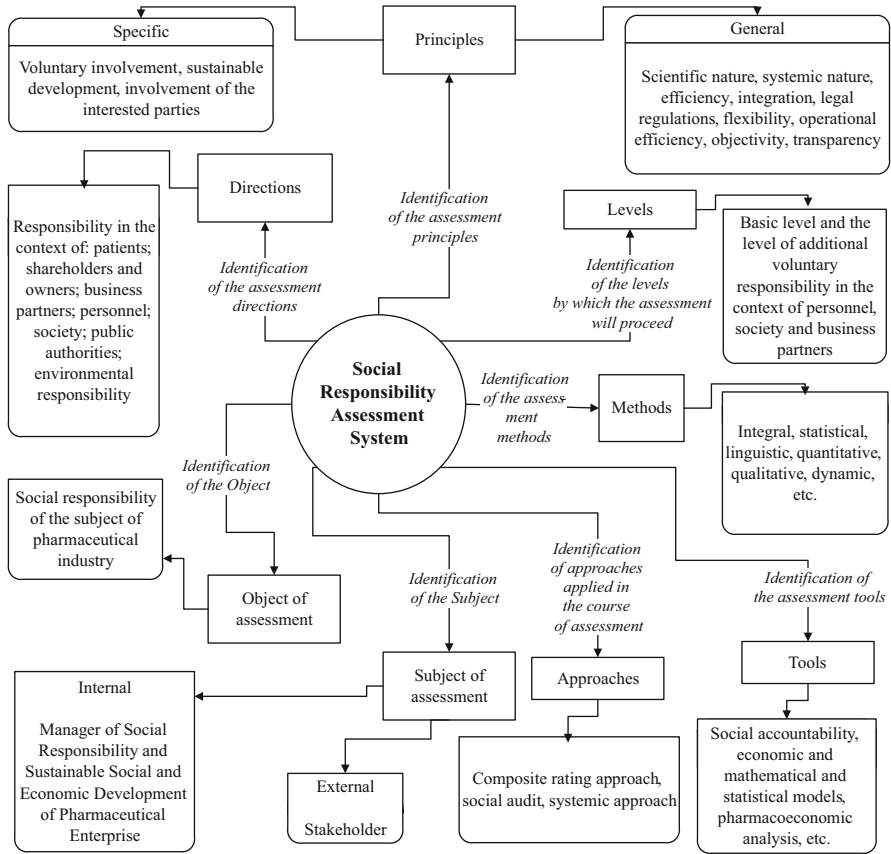 Principles
Specific
Voluntary involvement, sustainable
development, involvement of the
interested parties
General
Scientific nature, systemic nature,
efficiency, integration, legal
regulations, flexibility, operational
efficiency, objectivity, transparency
Identification
of the assessment
principles
Directions
Identification
of the assessment
directions
Responsibility in the
context of: patients;
shareholders and
owners; business
partners; personnel;
society; public
authorities;
environmental
responsibility
Levels
Identification
of the levels
by which the assessment
will proceed
Basic level and the
level of additional
voluntary
responsibility in the
context of personnel,
society and business
partners
Social
Responsibility
Assessment
System
Identification
of the assess-
ment
methods
Methods
Integral, statistical,
linguistic, quantitative,
qualitative, dynamic,
etc.
Identification
of the Object
Social responsibility
of the subject of
pharmaceutical
industry
Object of
assessment
Identification
of the Subject
Subject of
assessment
Internal
Manager of Social
Responsibility and
Sustainable Social and
Economic Development
of Pharmaceutical
Enterprise
External
Stakeholder
Identification
of approaches
applied in
the course
of assessment
Approaches
Composite rating approach,
social audit, systemic approach
Identification of
the assessment tools
Tools
Social accountability,
economic and
mathematical and
statistical models,
pharmacoeconomic
analysis, etc.